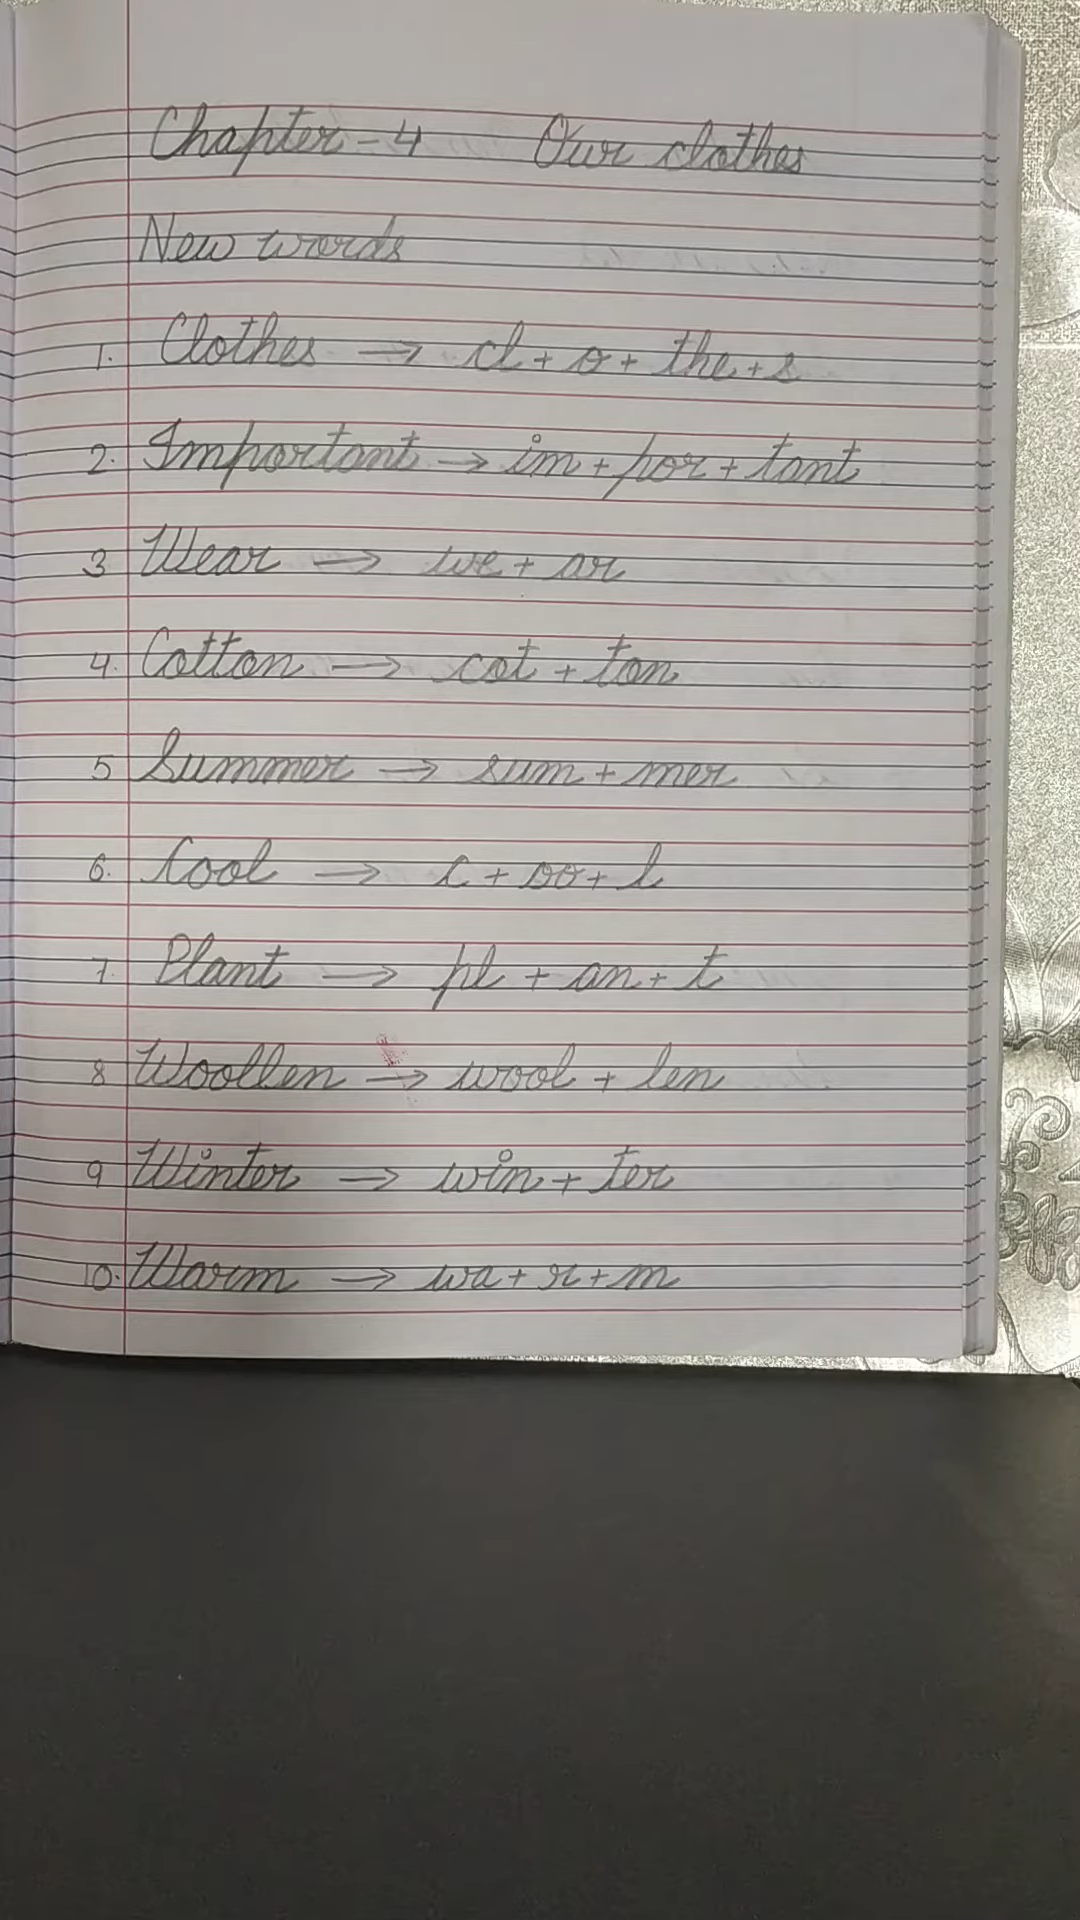 Chapter - 4 Our clothes
New words
1. Clothes → cl + o + the + s
2. Important → im + por + tant
3 Wear → we + ar
4. Cotton → cot + ton
5 Summer → sum + mer
6. Cool → c + oo + l
7. Plant → pl + an + t
8 Woollen → wool + len
9 Winter → win + ter
10. Warm → wa + r + m